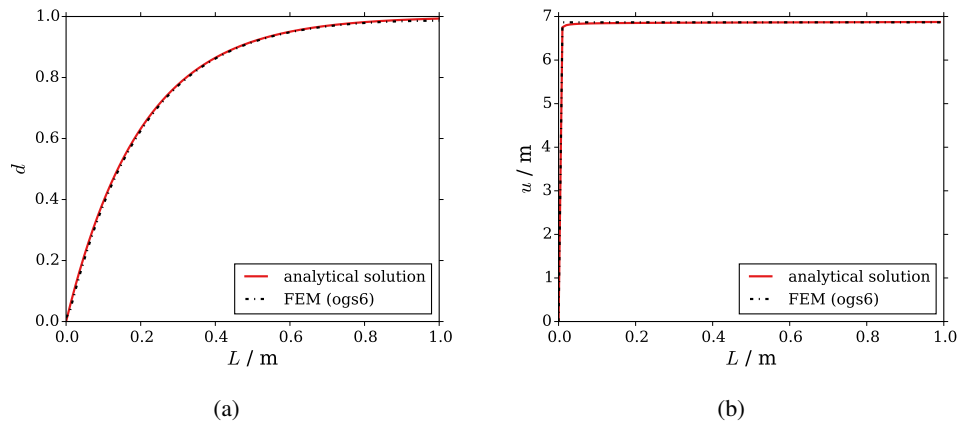 1.0
0.8
0.6
0.4
0.2
0.0
d
0.0 0.2 0.4 0.6 0.8 1.0
L / m
analytical solution
FEM (ogs6)
(a)
7
6
5
4
3
2
1
0
u / m
0.0 0.2 0.4 0.6 0.8 1.0
L / m
analytical solution
FEM (ogs6)
(b)